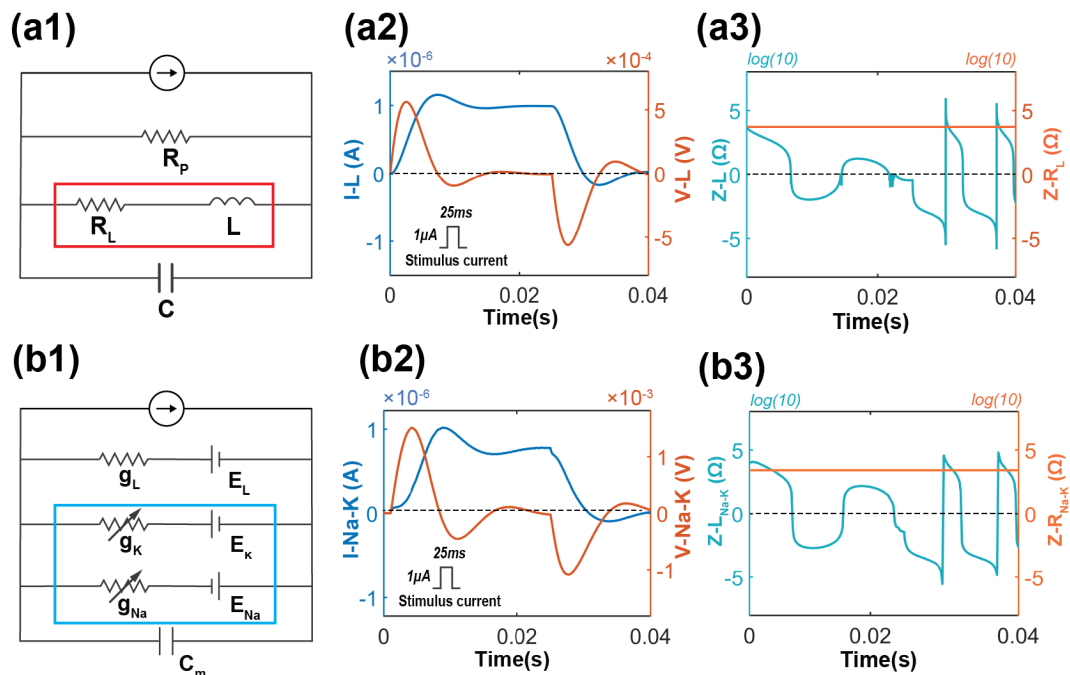 (a1)
R_P
R_L
L
C
(a2)
×10^-6
×10^-4
I-L (A)
1
0
-1
V-L (V)
5
0
-5
25ms
1μA
Stimulus current
0
0.02
0.04
Time(s)
(a3)
log(10)
log(10)
Z-L (Ω)
5
0
-5
Z-R_L (Ω)
5
0
-5
0
0.02
0.04
Time(s)
(b1)
g_L
E_L
g_K
E_K
g_Na
E_Na
C_m
(b2)
×10^-6
×10^-3
I-Na-K (A)
1
0
-1
V-Na-K (V)
1
0
-1
25ms
1μA
Stimulus current
0
0.02
0.04
Time(s)
(b3)
log(10)
log(10)
Z-L_Na-K (Ω)
5
0
-5
Z-R_Na-K (Ω)
5
0
-5
0
0.02
0.04
Time(s)